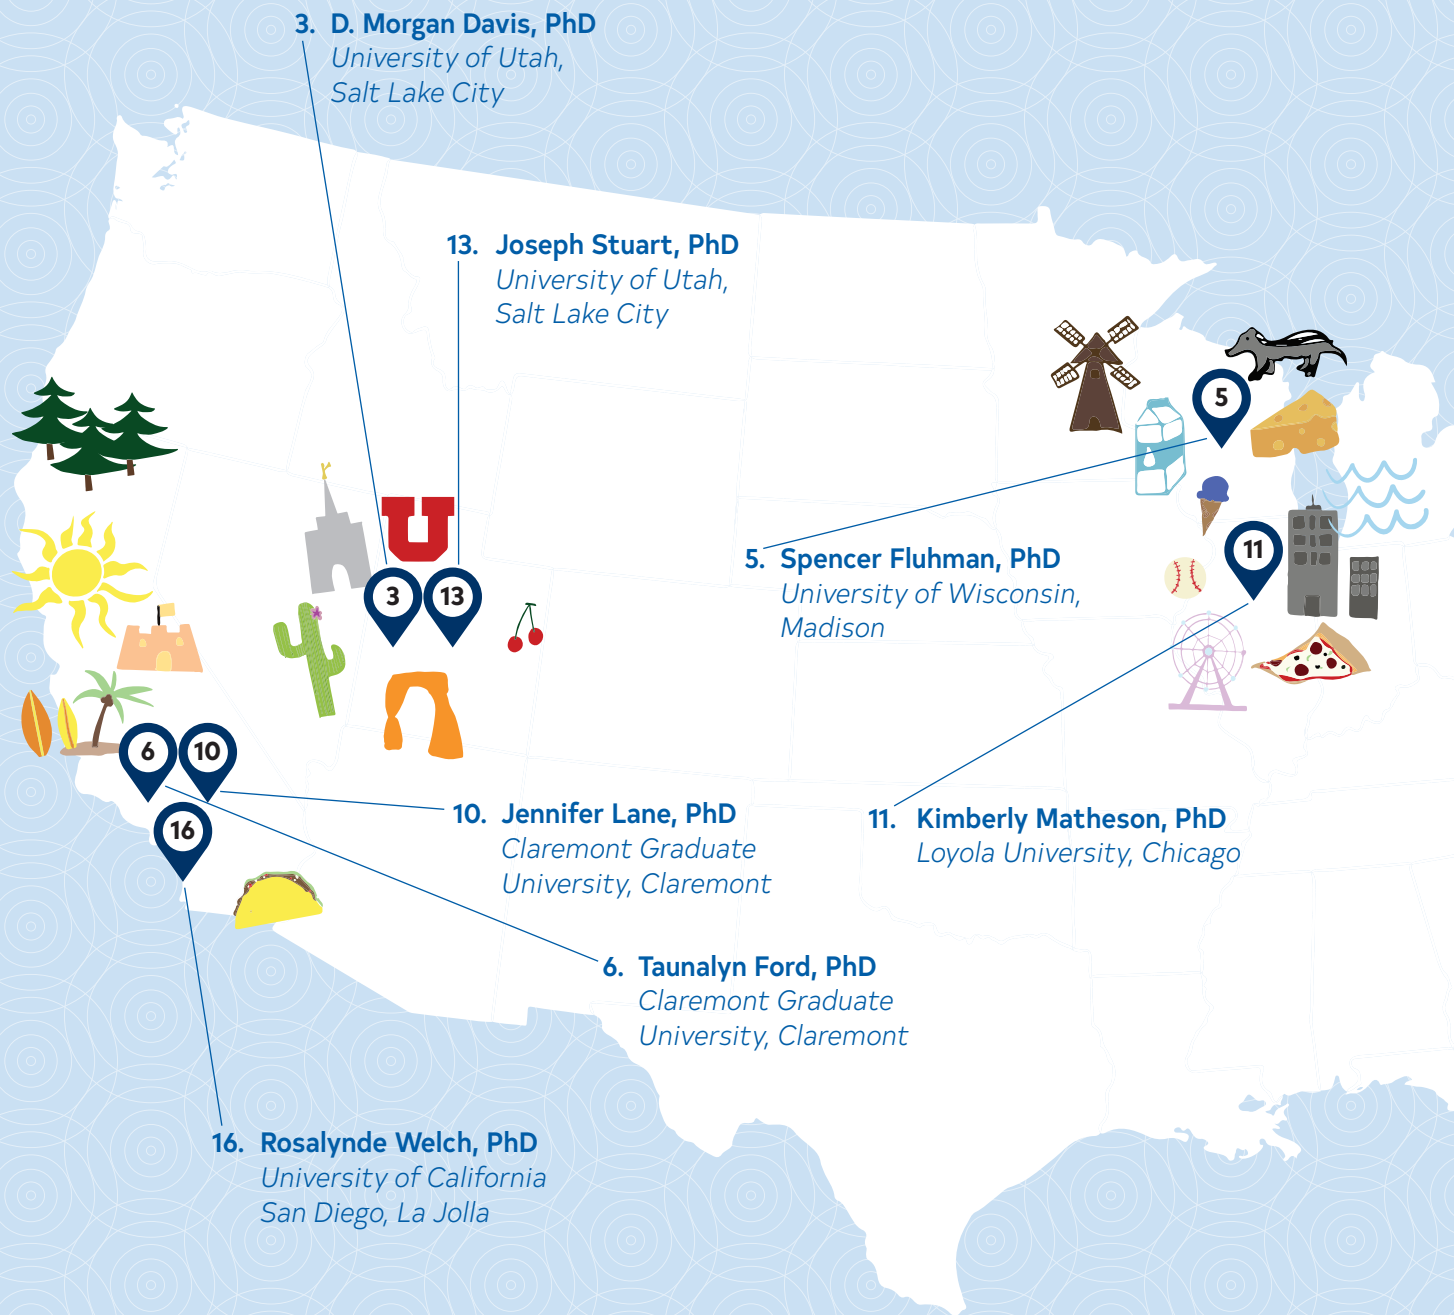 3. D. Morgan Davis, PhD
University of Utah,
Salt Lake City
13. Joseph Stuart, PhD
University of Utah,
Salt Lake City
U
5
11
3
13
5. Spencer Fluhman, PhD
University of Wisconsin,
Madison
6
10
16
10. Jennifer Lane, PhD
Claremont Graduate
University, Claremont
11. Kimberly Matheson, PhD
Loyola University, Chicago
6. Taunalyn Ford, PhD
Claremont Graduate
University, Claremont
16. Rosalynde Welch, PhD
University of California
San Diego, La Jolla